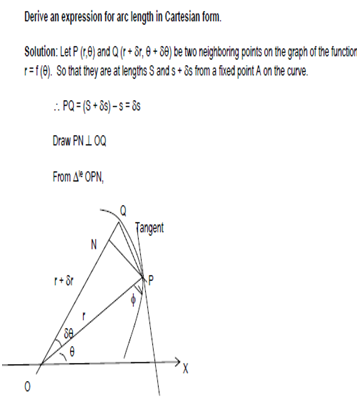 Derive an expression for arc length in Cartesian form.
Solution: Let P (r,θ) and Q (r + δr, θ + δθ) be two neighboring points on the graph of the function
r = f (θ). So that they are at lengths S and s + δs from a fixed point A on the curve.
∴ PQ = (S + δs) – s = δs
Draw PN ⊥ OQ
From Δle OPN,
Q
Tangent
N
r + δr
P
ϕ
r
δθ
θ
X
O